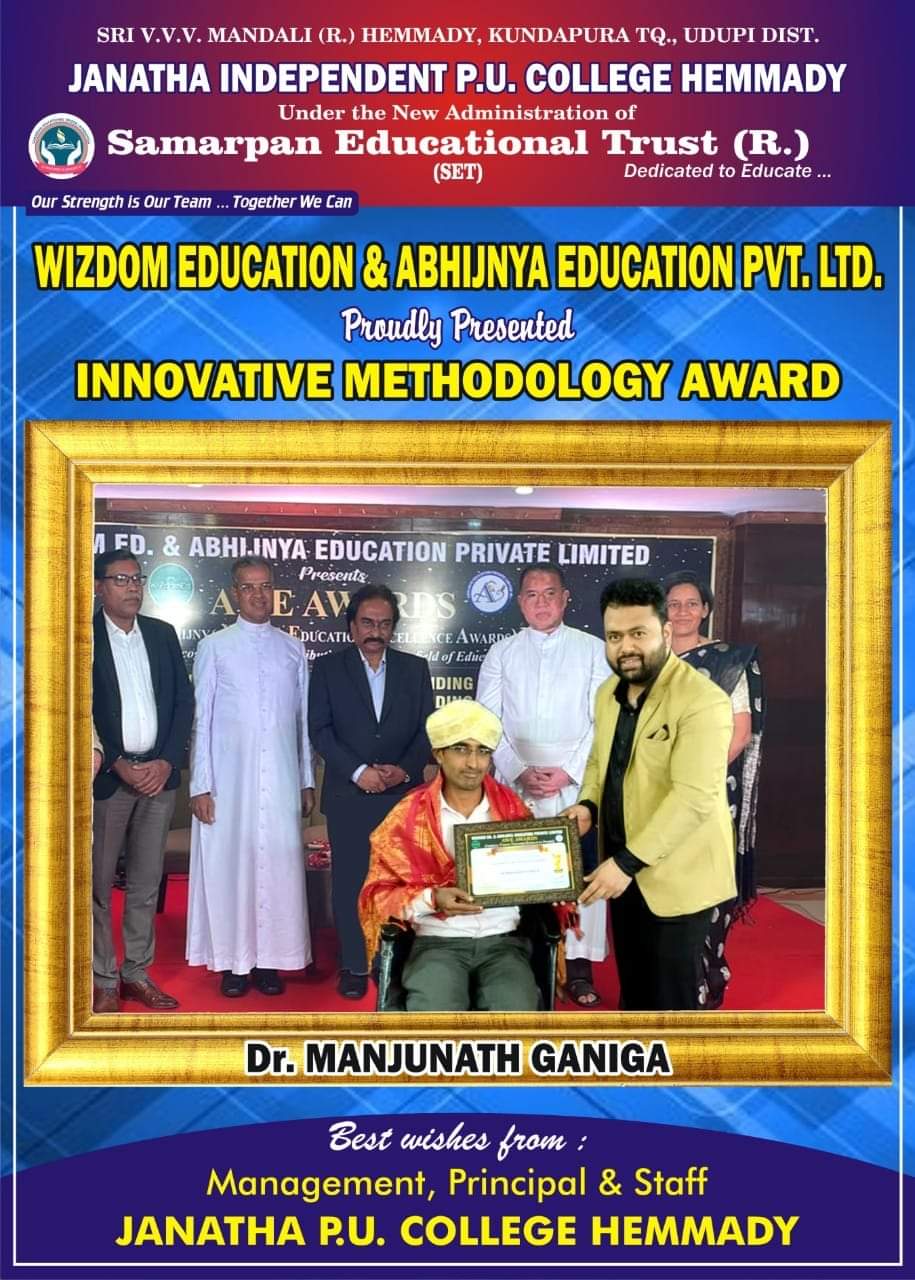 SRI V.V.V. MANDALI (R.) HEMMADY, KUNDAPURA TQ., UDUPI DIST.
JANATHA INDEPENDENT P.U. COLLEGE HEMMADY
Under the New Administration of
Samarpan Educational Trust (R.)
(SET)
Dedicated to Educate ...
Our Strength is Our Team ... Together We Can
WIZDOM EDUCATION & ABHIJNYA EDUCATION PVT. LTD.
Proudly Presented
INNOVATIVE METHODOLOGY AWARD
M ED. & ABHIJNYA EDUCATION PRIVATE LIMITED
Presents
Dr. MANJUNATH GANIGA
Best wishes from :
Management, Principal & Staff
JANATHA P.U. COLLEGE HEMMADY